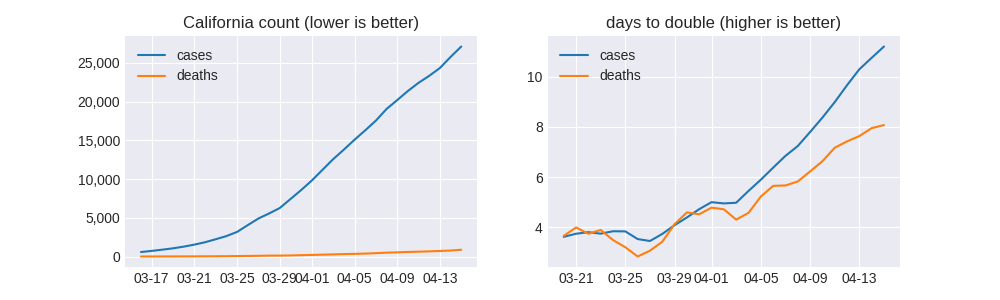 California count (lower is better)
cases
deaths
25,000
20,000
15,000
10,000
5,000
0
03-17 03-21 03-25 03-29 04-01 04-05 04-09 04-13
days to double (higher is better)
cases
deaths
10
8
6
4
03-21 03-25 03-29 04-01 04-05 04-09 04-13